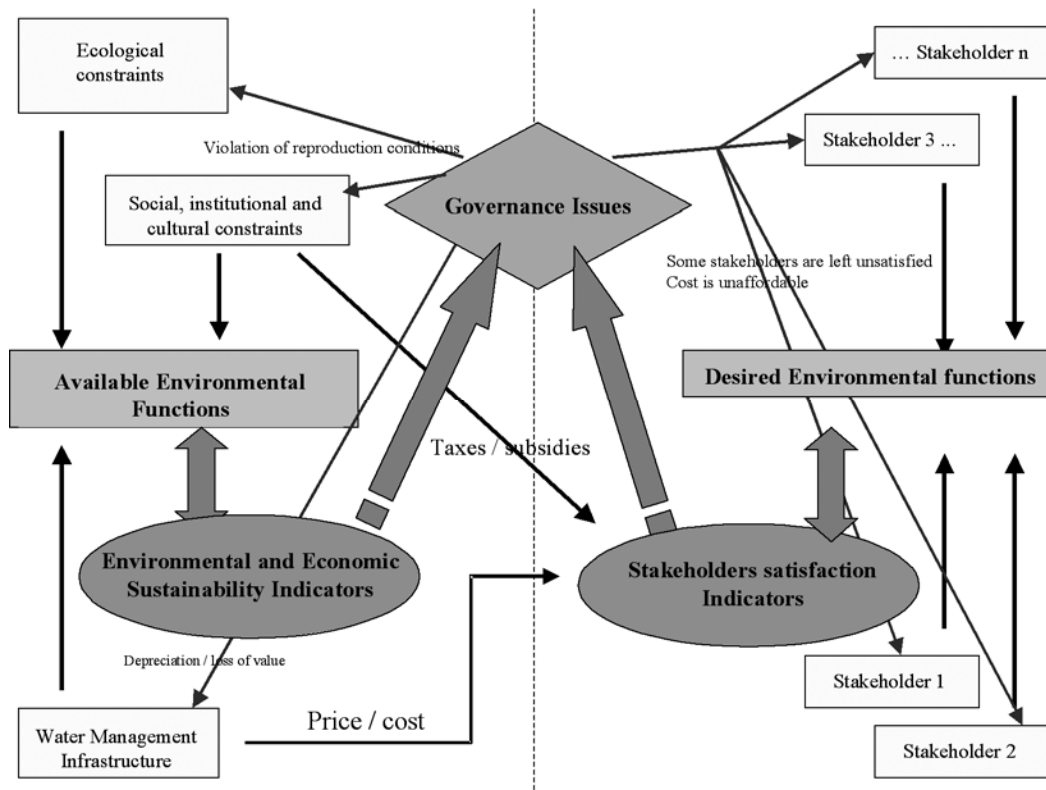 Ecological
constraints
… Stakeholder n
Violation of reproduction conditions
Stakeholder 3 ...
Social, institutional and
cultural constraints
Governance Issues
Some stakeholders are left unsatisfied
Cost is unaffordable
Available Environmental
Functions
Desired Environmental functions
Taxes / subsidies
Environmental and Economic
Sustainability Indicators
Stakeholders satisfaction
Indicators
Depreciation / loss of value
Stakeholder 1
Price / cost
Water Management
Infrastructure
Stakeholder 2